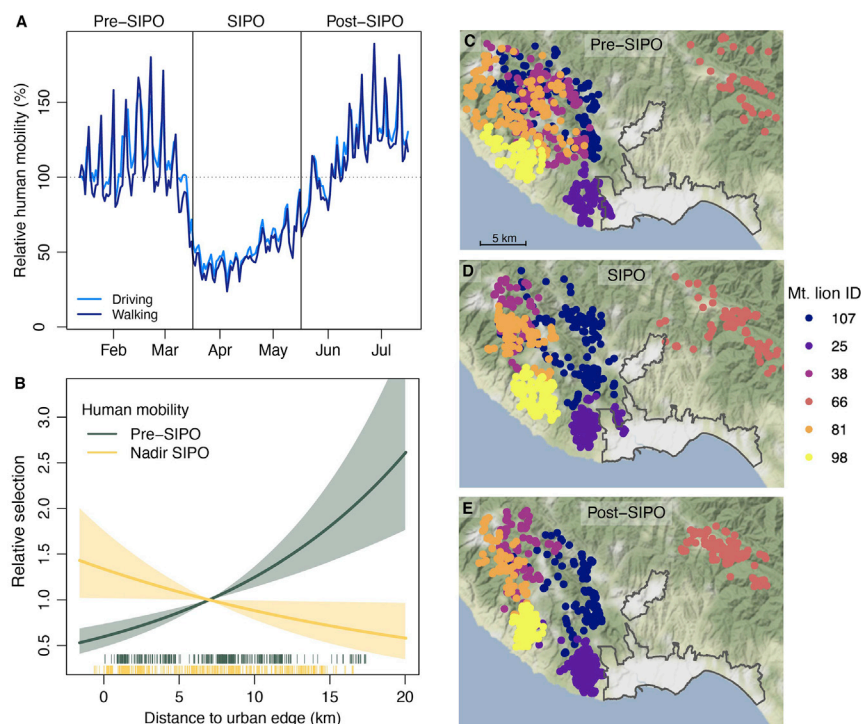 A
Pre−SIPO SIPO Post−SIPO
Relative human mobility (%)
150
100
50
0
Driving
Walking
Feb Mar Apr May Jun Jul
B
Human mobility
Pre−SIPO
Nadir SIPO
Relative selection
3.0
2.5
2.0
1.5
1.0
0.5
0 5 10 15 20
Distance to urban edge (km)
C
Pre−SIPO
5 km
D
SIPO
E
Post−SIPO
Mt. lion ID
107
25
38
66
81
98